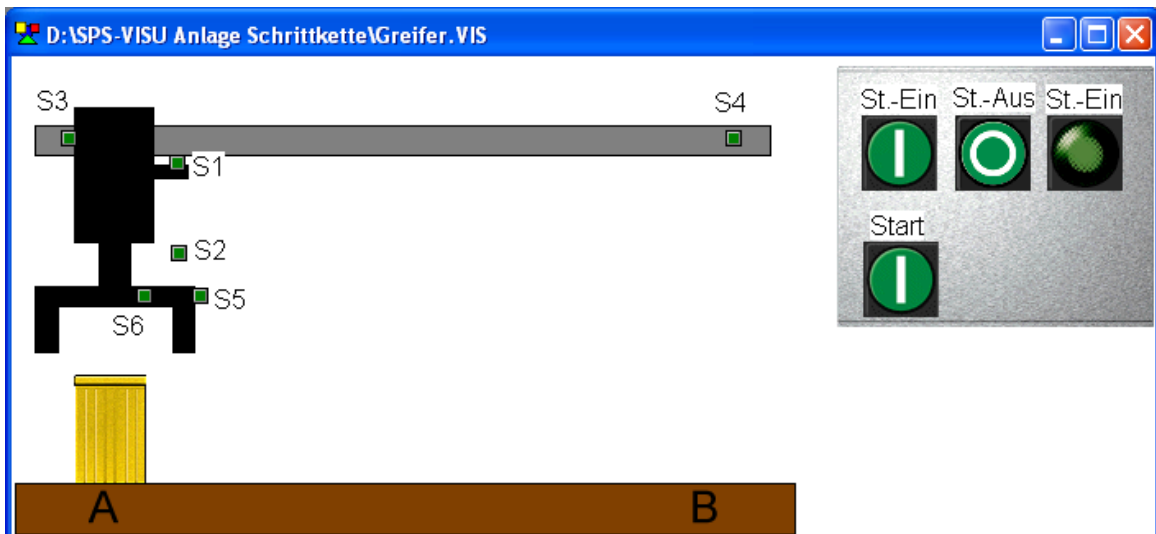 D:\SPS-VISU Anlage Schrittkette\Greifer.VIS
S3
S4
St.-Ein St.-Aus St.-Ein
S1
Start
S2
S5
S6
A
B